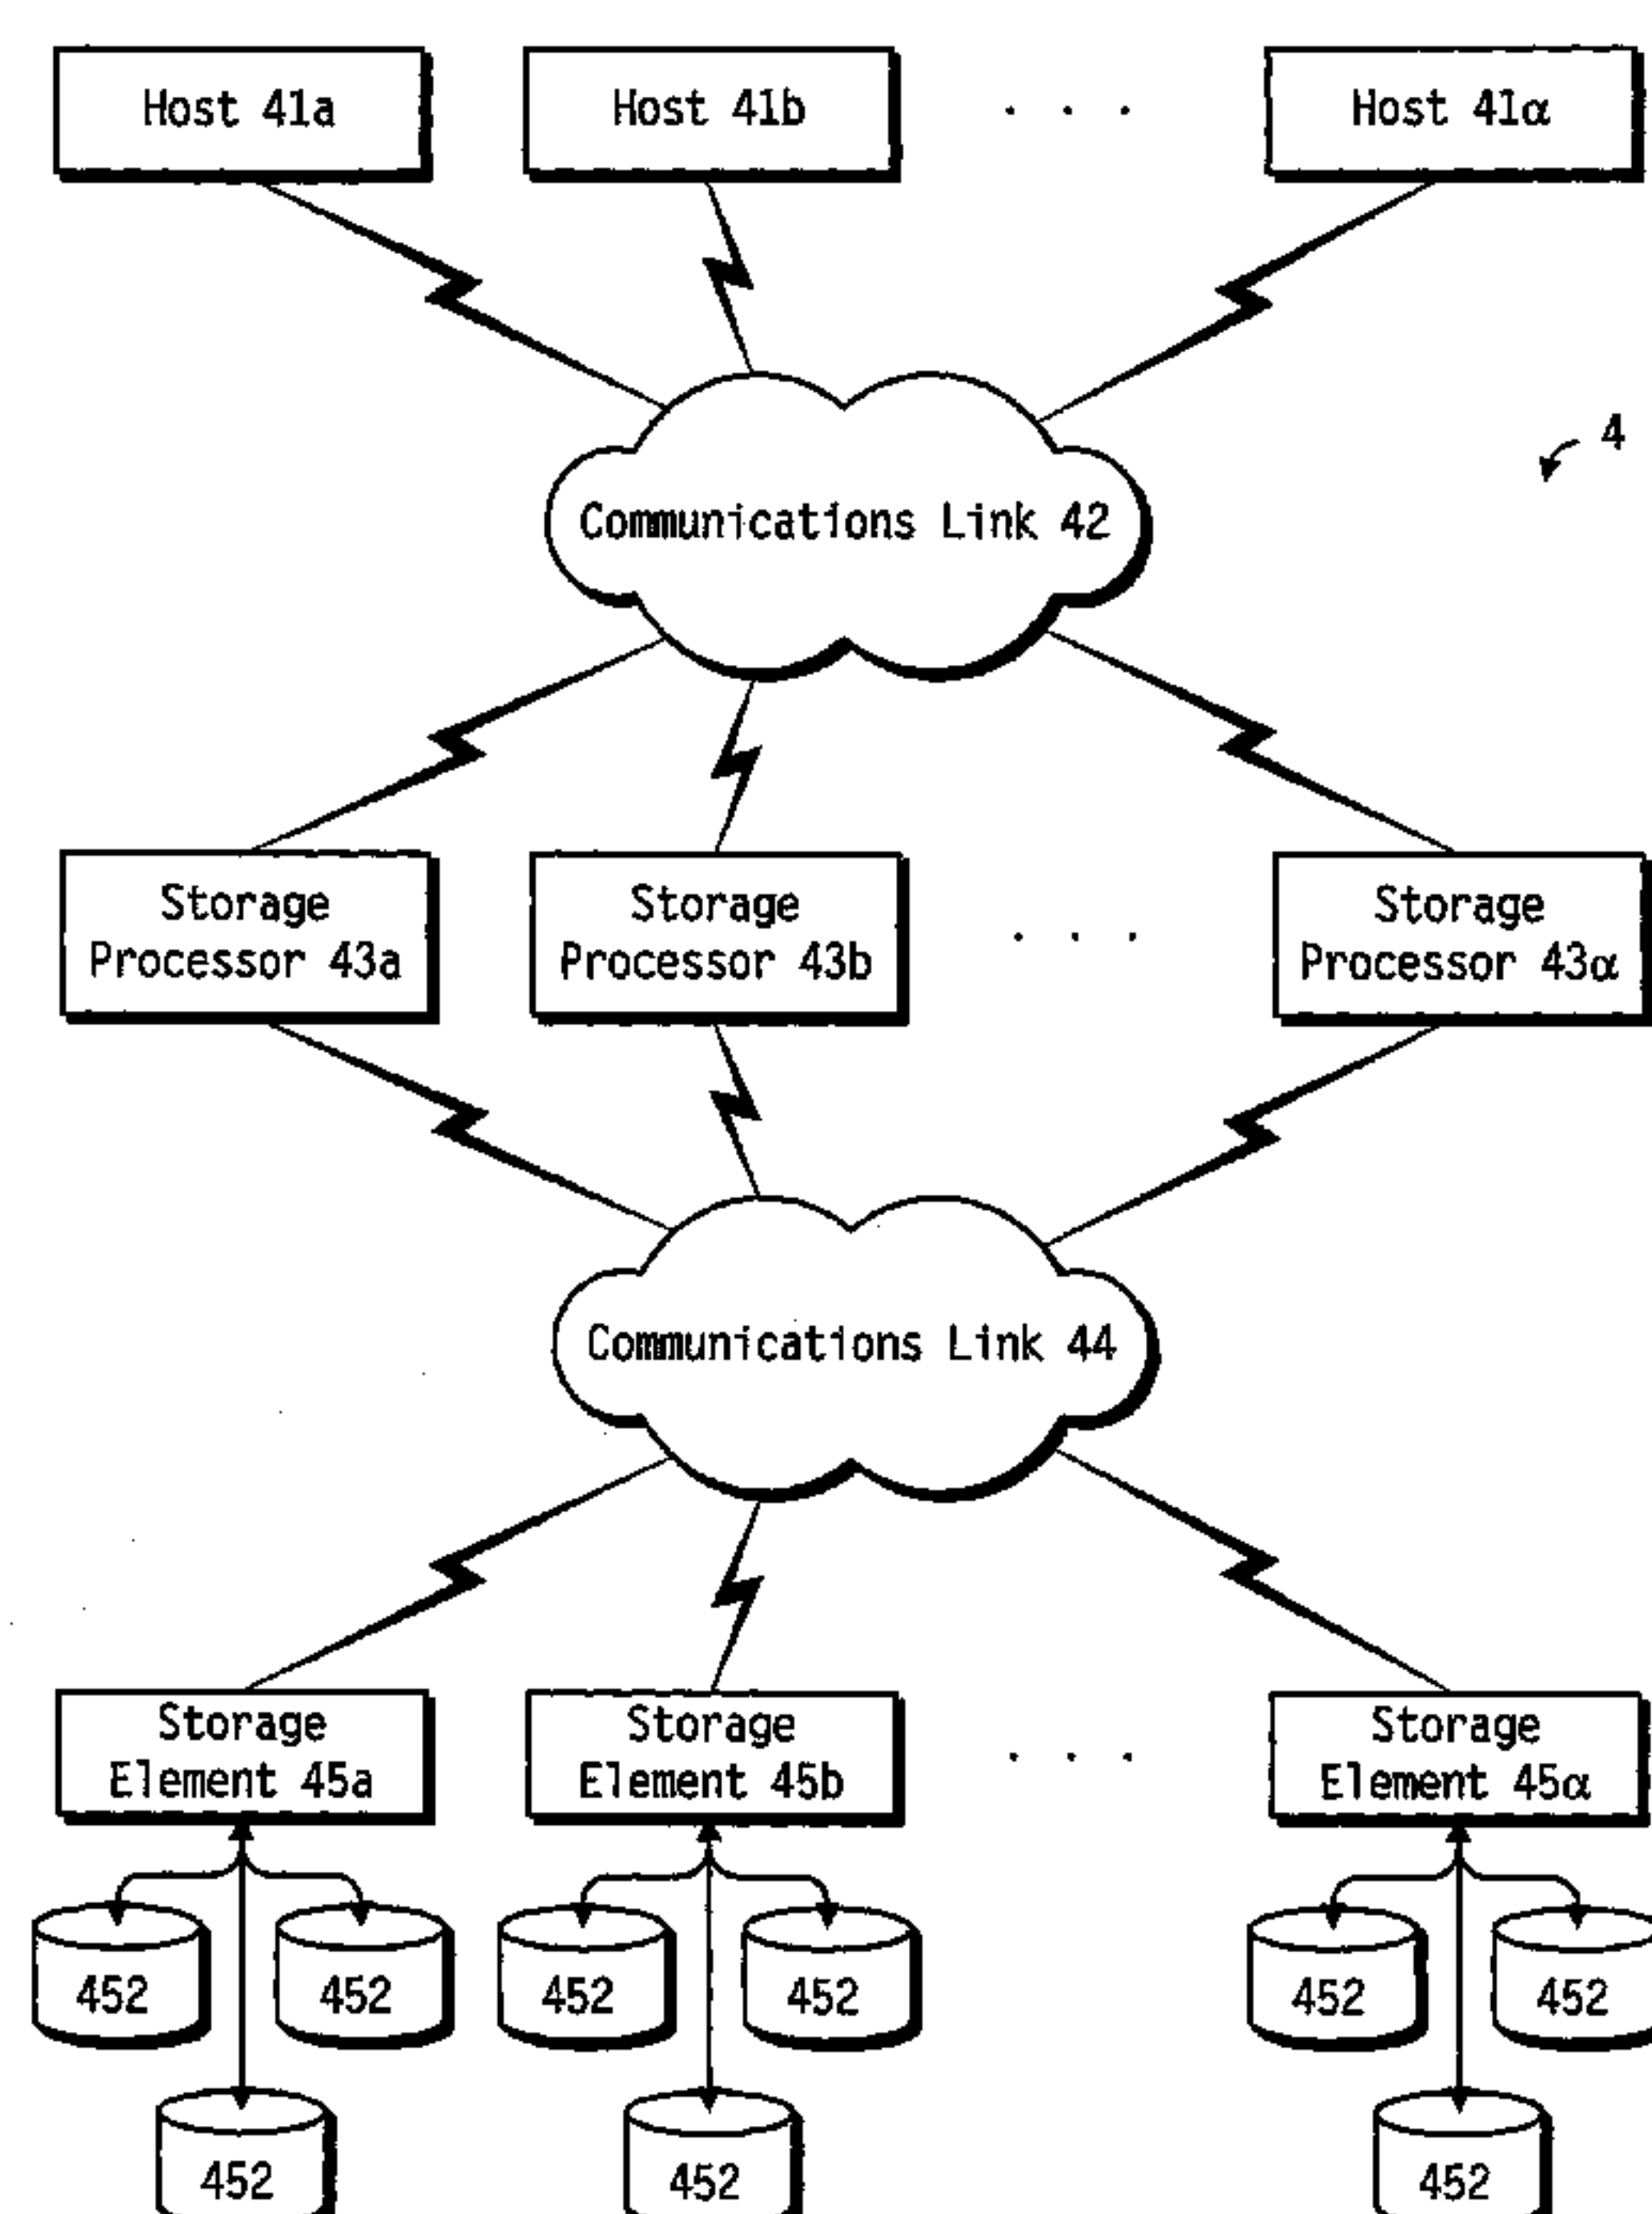 Host 41a
Host 41b
. . .
Host 41α
4
Communications Link 42
Storage
Processor 43a
Storage
Processor 43b
. . .
Storage
Processor 43α
Communications Link 44
Storage
Element 45a
Storage
Element 45b
. . .
Storage
Element 45α
452
452
452
452
452
452
452
452
452